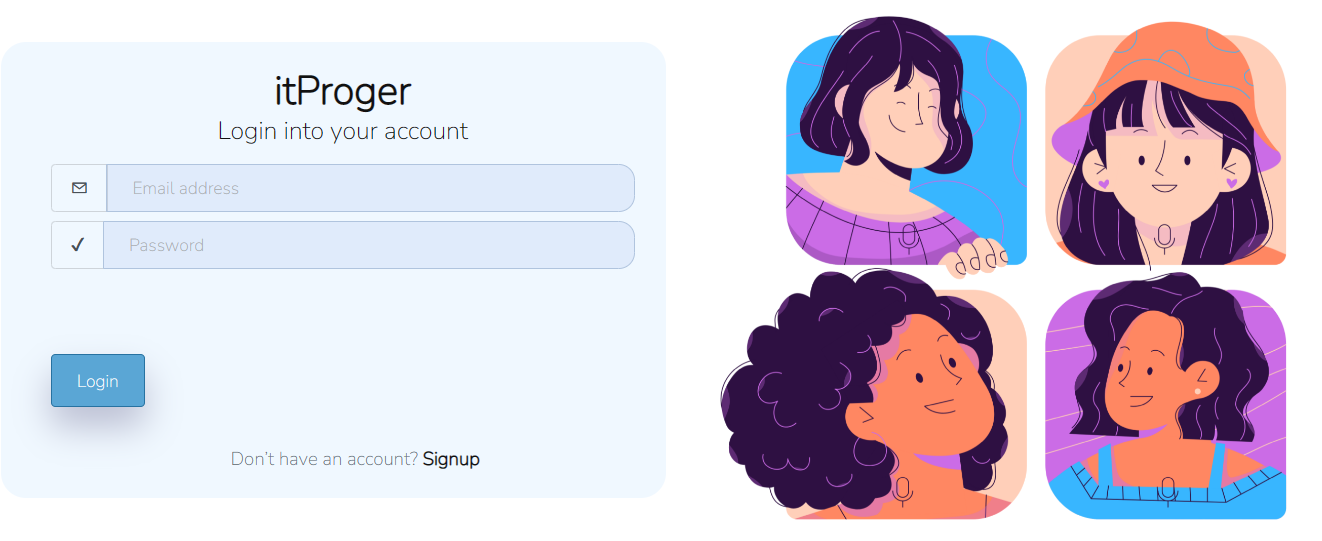 itProger
Login into your account
Email address
Password
Login
Don't have an account? Signup